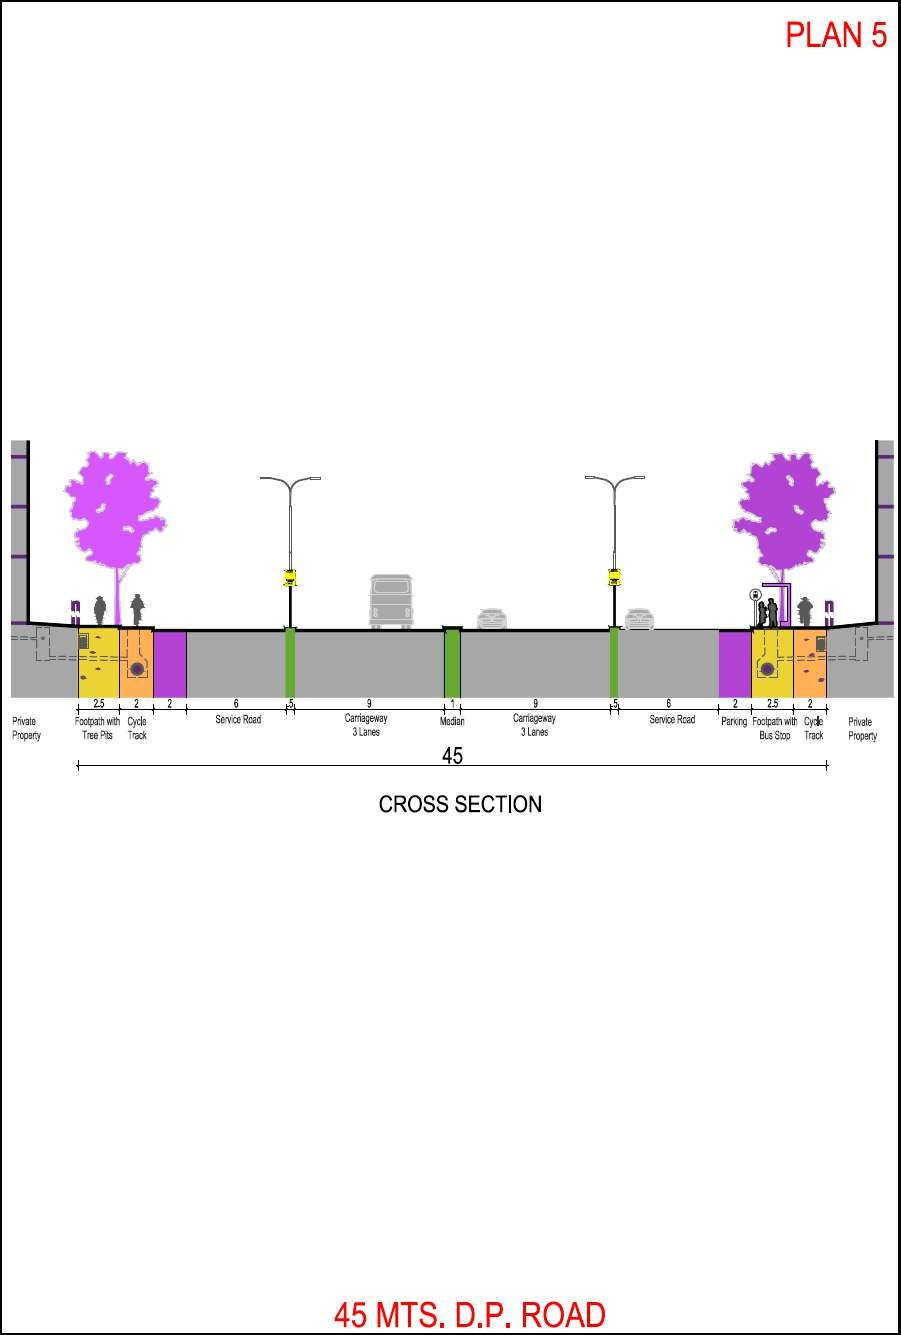 PLAN 5
2.5 2 2 6 .5 9 1 9 .5 6 2 2.5 2
Private Footpath with Cycle Service Road Carriageway Median Carriageway Service Road Parking Footpath with Cycle Private
Property Tree Pits Track 3 Lanes 3 Lanes Bus Stop Track Property
45
CROSS SECTION
45 MTS. D.P. ROAD